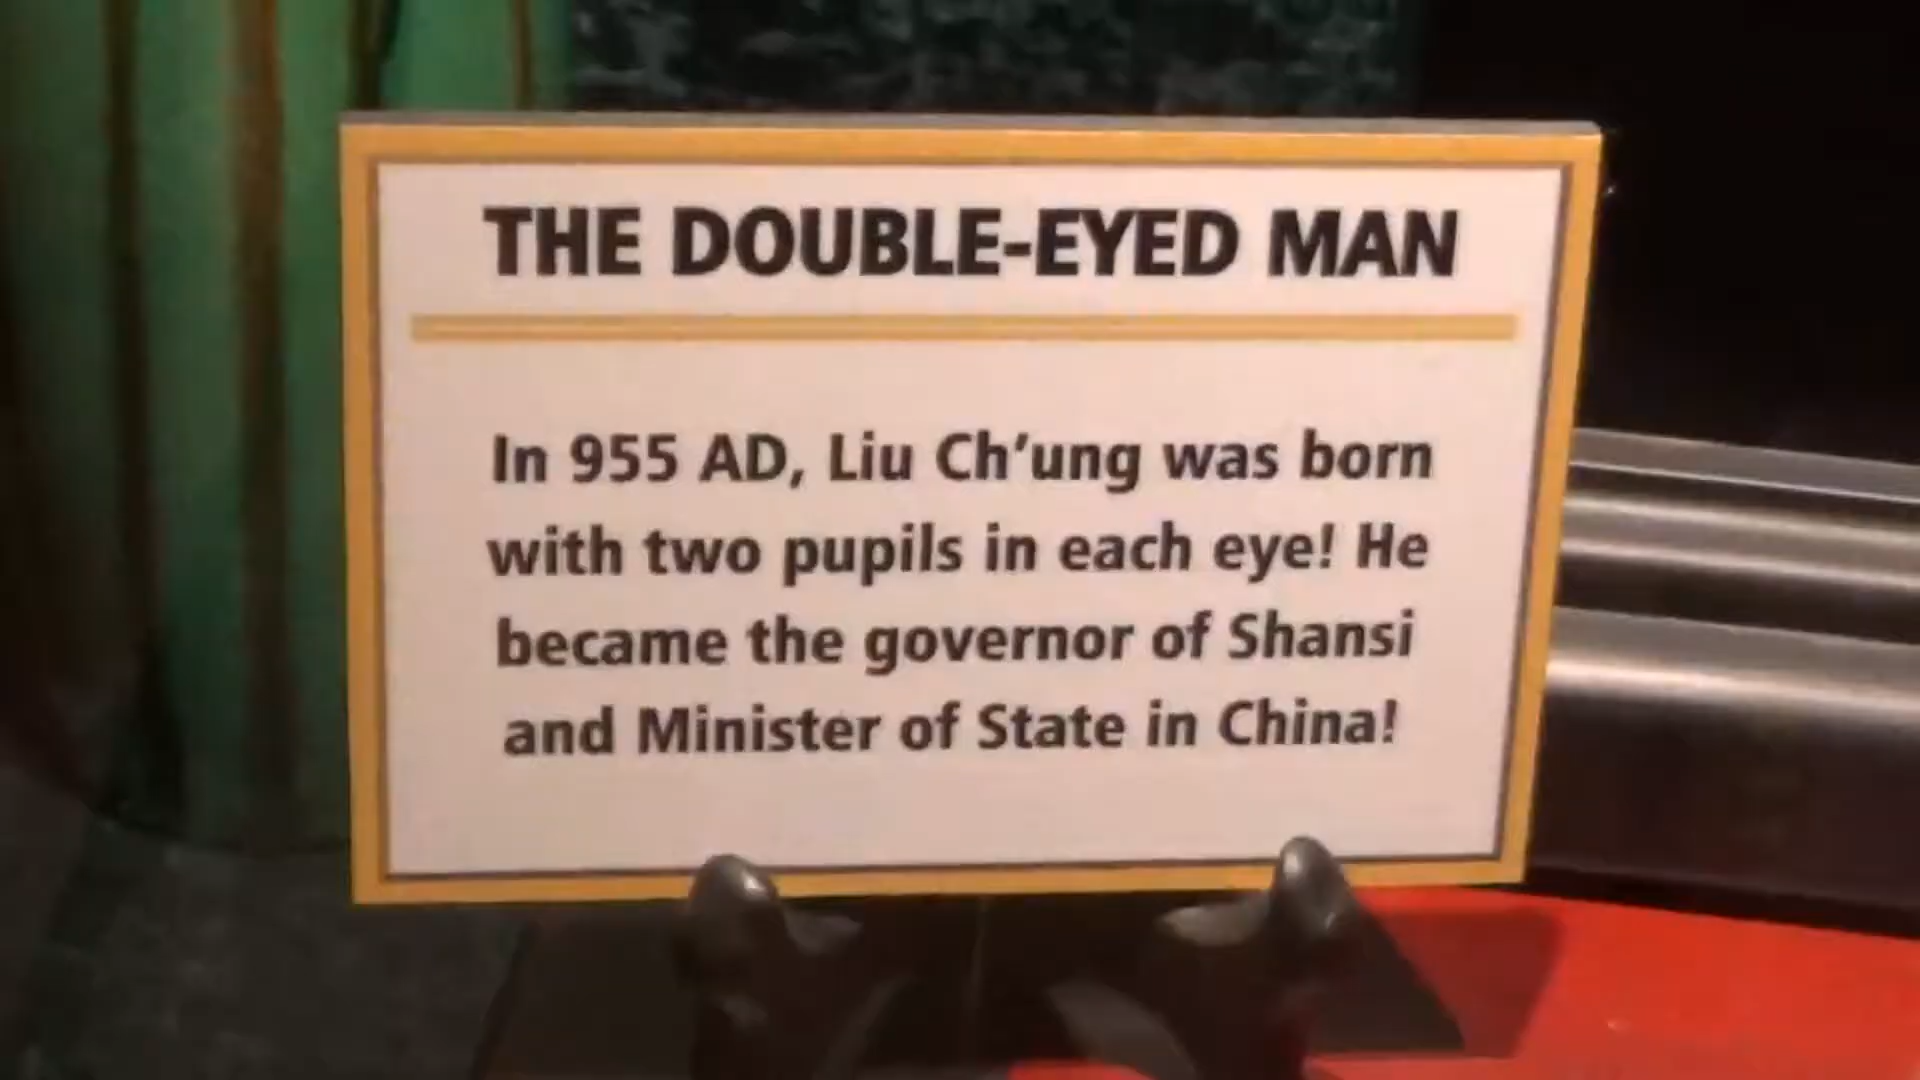 THE DOUBLE-EYED MAN
In 955 AD, Liu Ch'ung was born
with two pupils in each eye! He
became the governor of Shansi
and Minister of State in China!